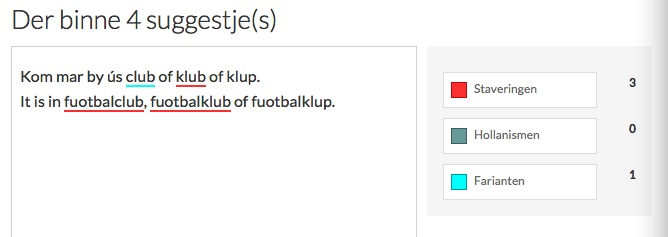 Der binne 4 suggestje(s)
Kom mar by ús club of klub of klup.
It is in fuotbalclub, fuotbalklub of fuotbalklup.
Staveringen 3
Hollanismen 0
Farianten 1